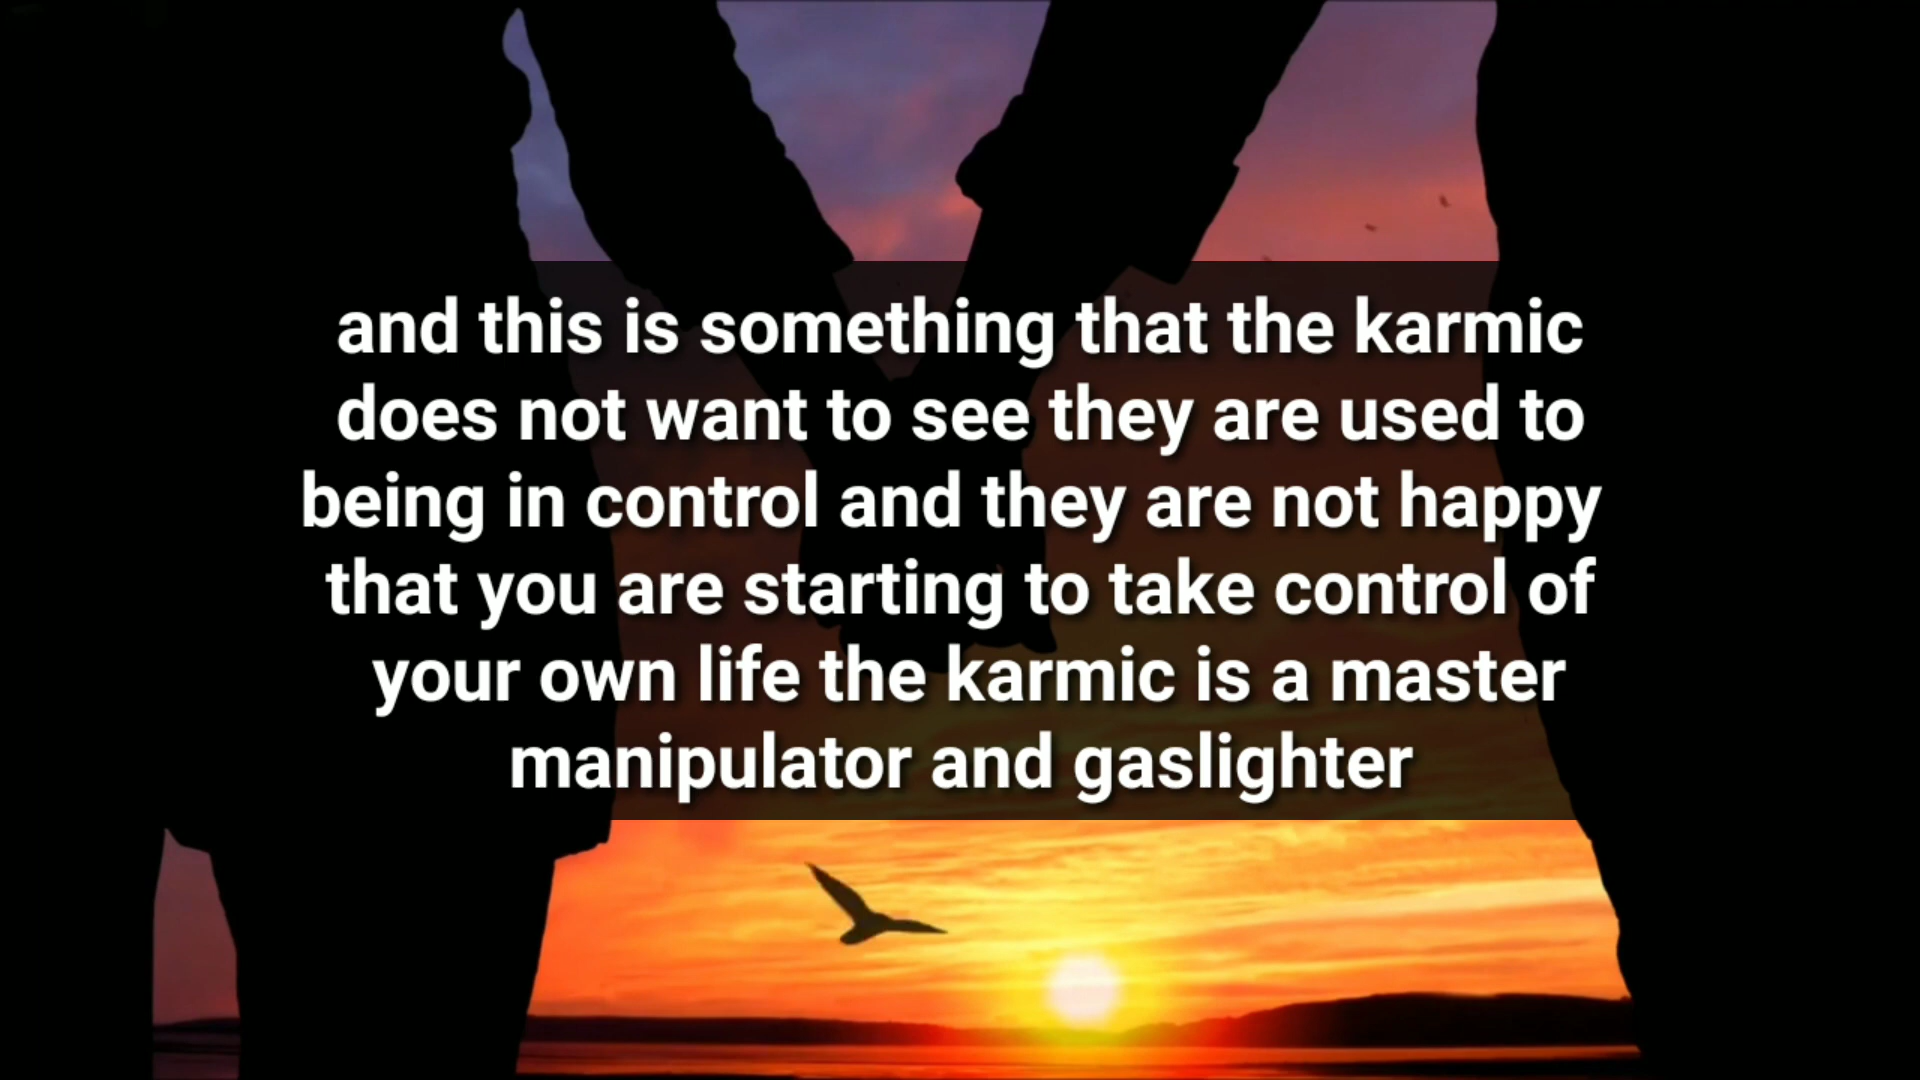 and this is something that the karmic
does not want to see they are used to
being in control and they are not happy
that you are starting to take control of
your own life the karmic is a master
manipulator and gaslighter